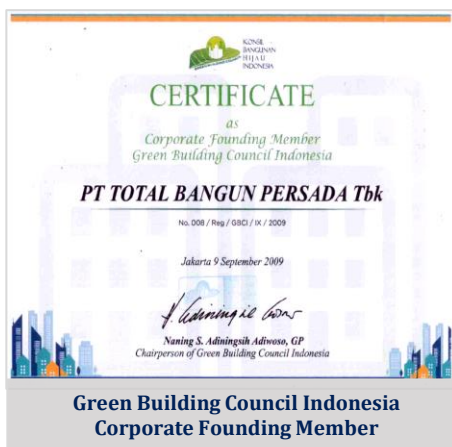 KONSIL
BANGUNAN
HIJAU
INDONESIA
CERTIFICATE
as
Corporate Founding Member
Green Building Council Indonesia
PT TOTAL BANGUN PERSADA Tbk
No. 008 / Reg / GBCI / IX / 2009
Jakarta 9 September 2009
Naning S. Adiningsih Adiwoso, GP
Chairperson of Green Building Council Indonesia
Green Building Council Indonesia
Corporate Founding Member